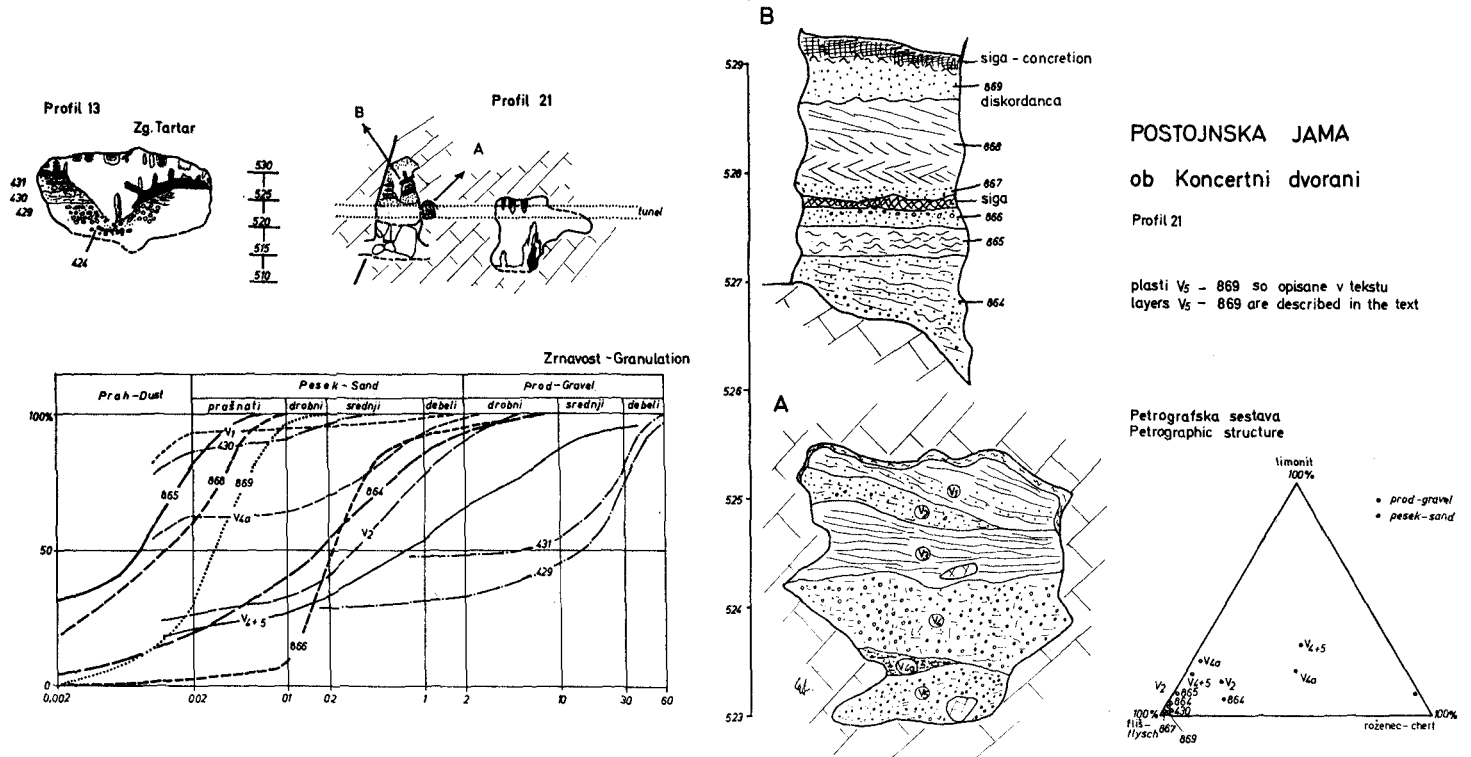 Profil 13
Zg. Tartar
431
430
429
424
530
525
520
515
510
Profil 21
B
A
tunel
B
529
528
527
526
525
524
523
siga - concretion
869
diskordanca
868
867
siga
866
865
864
A
V1
V2
V3
V4
V4a
V5
POSTOJNSKA JAMA
ob Koncertni dvorani
Profil 21
plasti V5 - 869 so opisane v tekstu
layers V5 - 869 are described in the text
Zrnavost - Granulation
Prah-Dust
Pesek-Sand
Prod-Gravel
prašnati
drobni
srednji
debeli
drobni
srednji
debeli
100%
50
0
V1
430
865
868
869
V4a
864
V2
431
429
V4+5
866
0.002
0.02
0.1
0.2
1
2
10
30
60
Petrografska sestava
Petrographic structure
limonit
100%
prod-gravel
pesek-sand
V4+5
V4a
V4a
V4+5
V2
V2
865
864
864
430
100%
fliš-
flysch
867
869
100%
roženec-chert